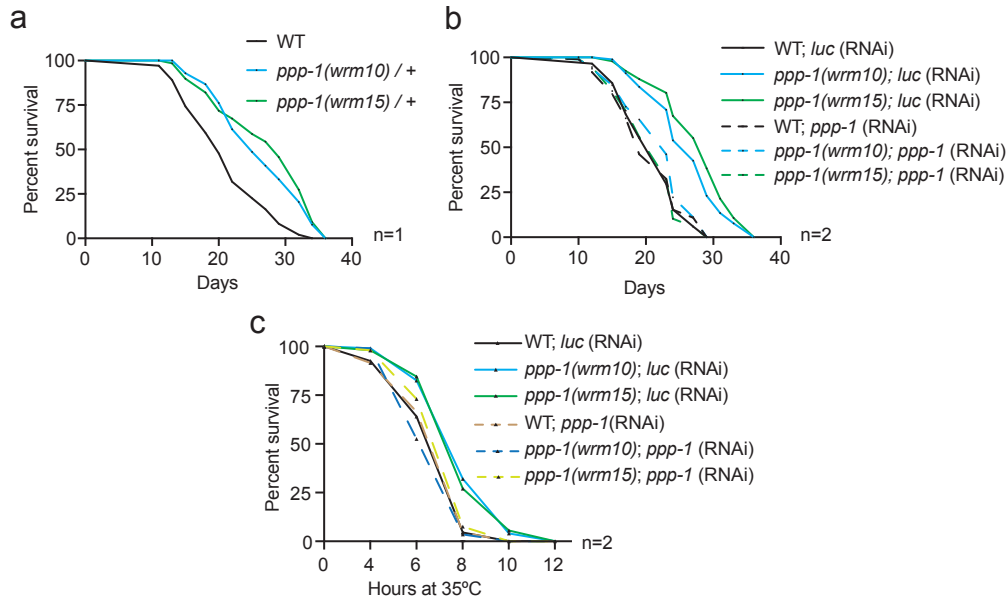 a
WT
ppp-1(wrm10) / +
ppp-1(wrm15) / +
Percent survival
100
75
50
25
0
0 10 20 30 40
Days
n=1
b
WT; luc (RNAi)
ppp-1(wrm10); luc (RNAi)
ppp-1(wrm15); luc (RNAi)
WT; ppp-1 (RNAi)
ppp-1(wrm10); ppp-1 (RNAi)
ppp-1(wrm15); ppp-1 (RNAi)
Percent survival
100
75
50
25
0
0 10 20 30 40
Days
n=2
c
WT; luc (RNAi)
ppp-1(wrm10); luc (RNAi)
ppp-1(wrm15); luc (RNAi)
WT; ppp-1(RNAi)
ppp-1(wrm10); ppp-1 (RNAi)
ppp-1(wrm15); ppp-1 (RNAi)
Percent survival
100
75
50
25
0
0 4 6 8 10 12
Hours at 35ºC
n=2